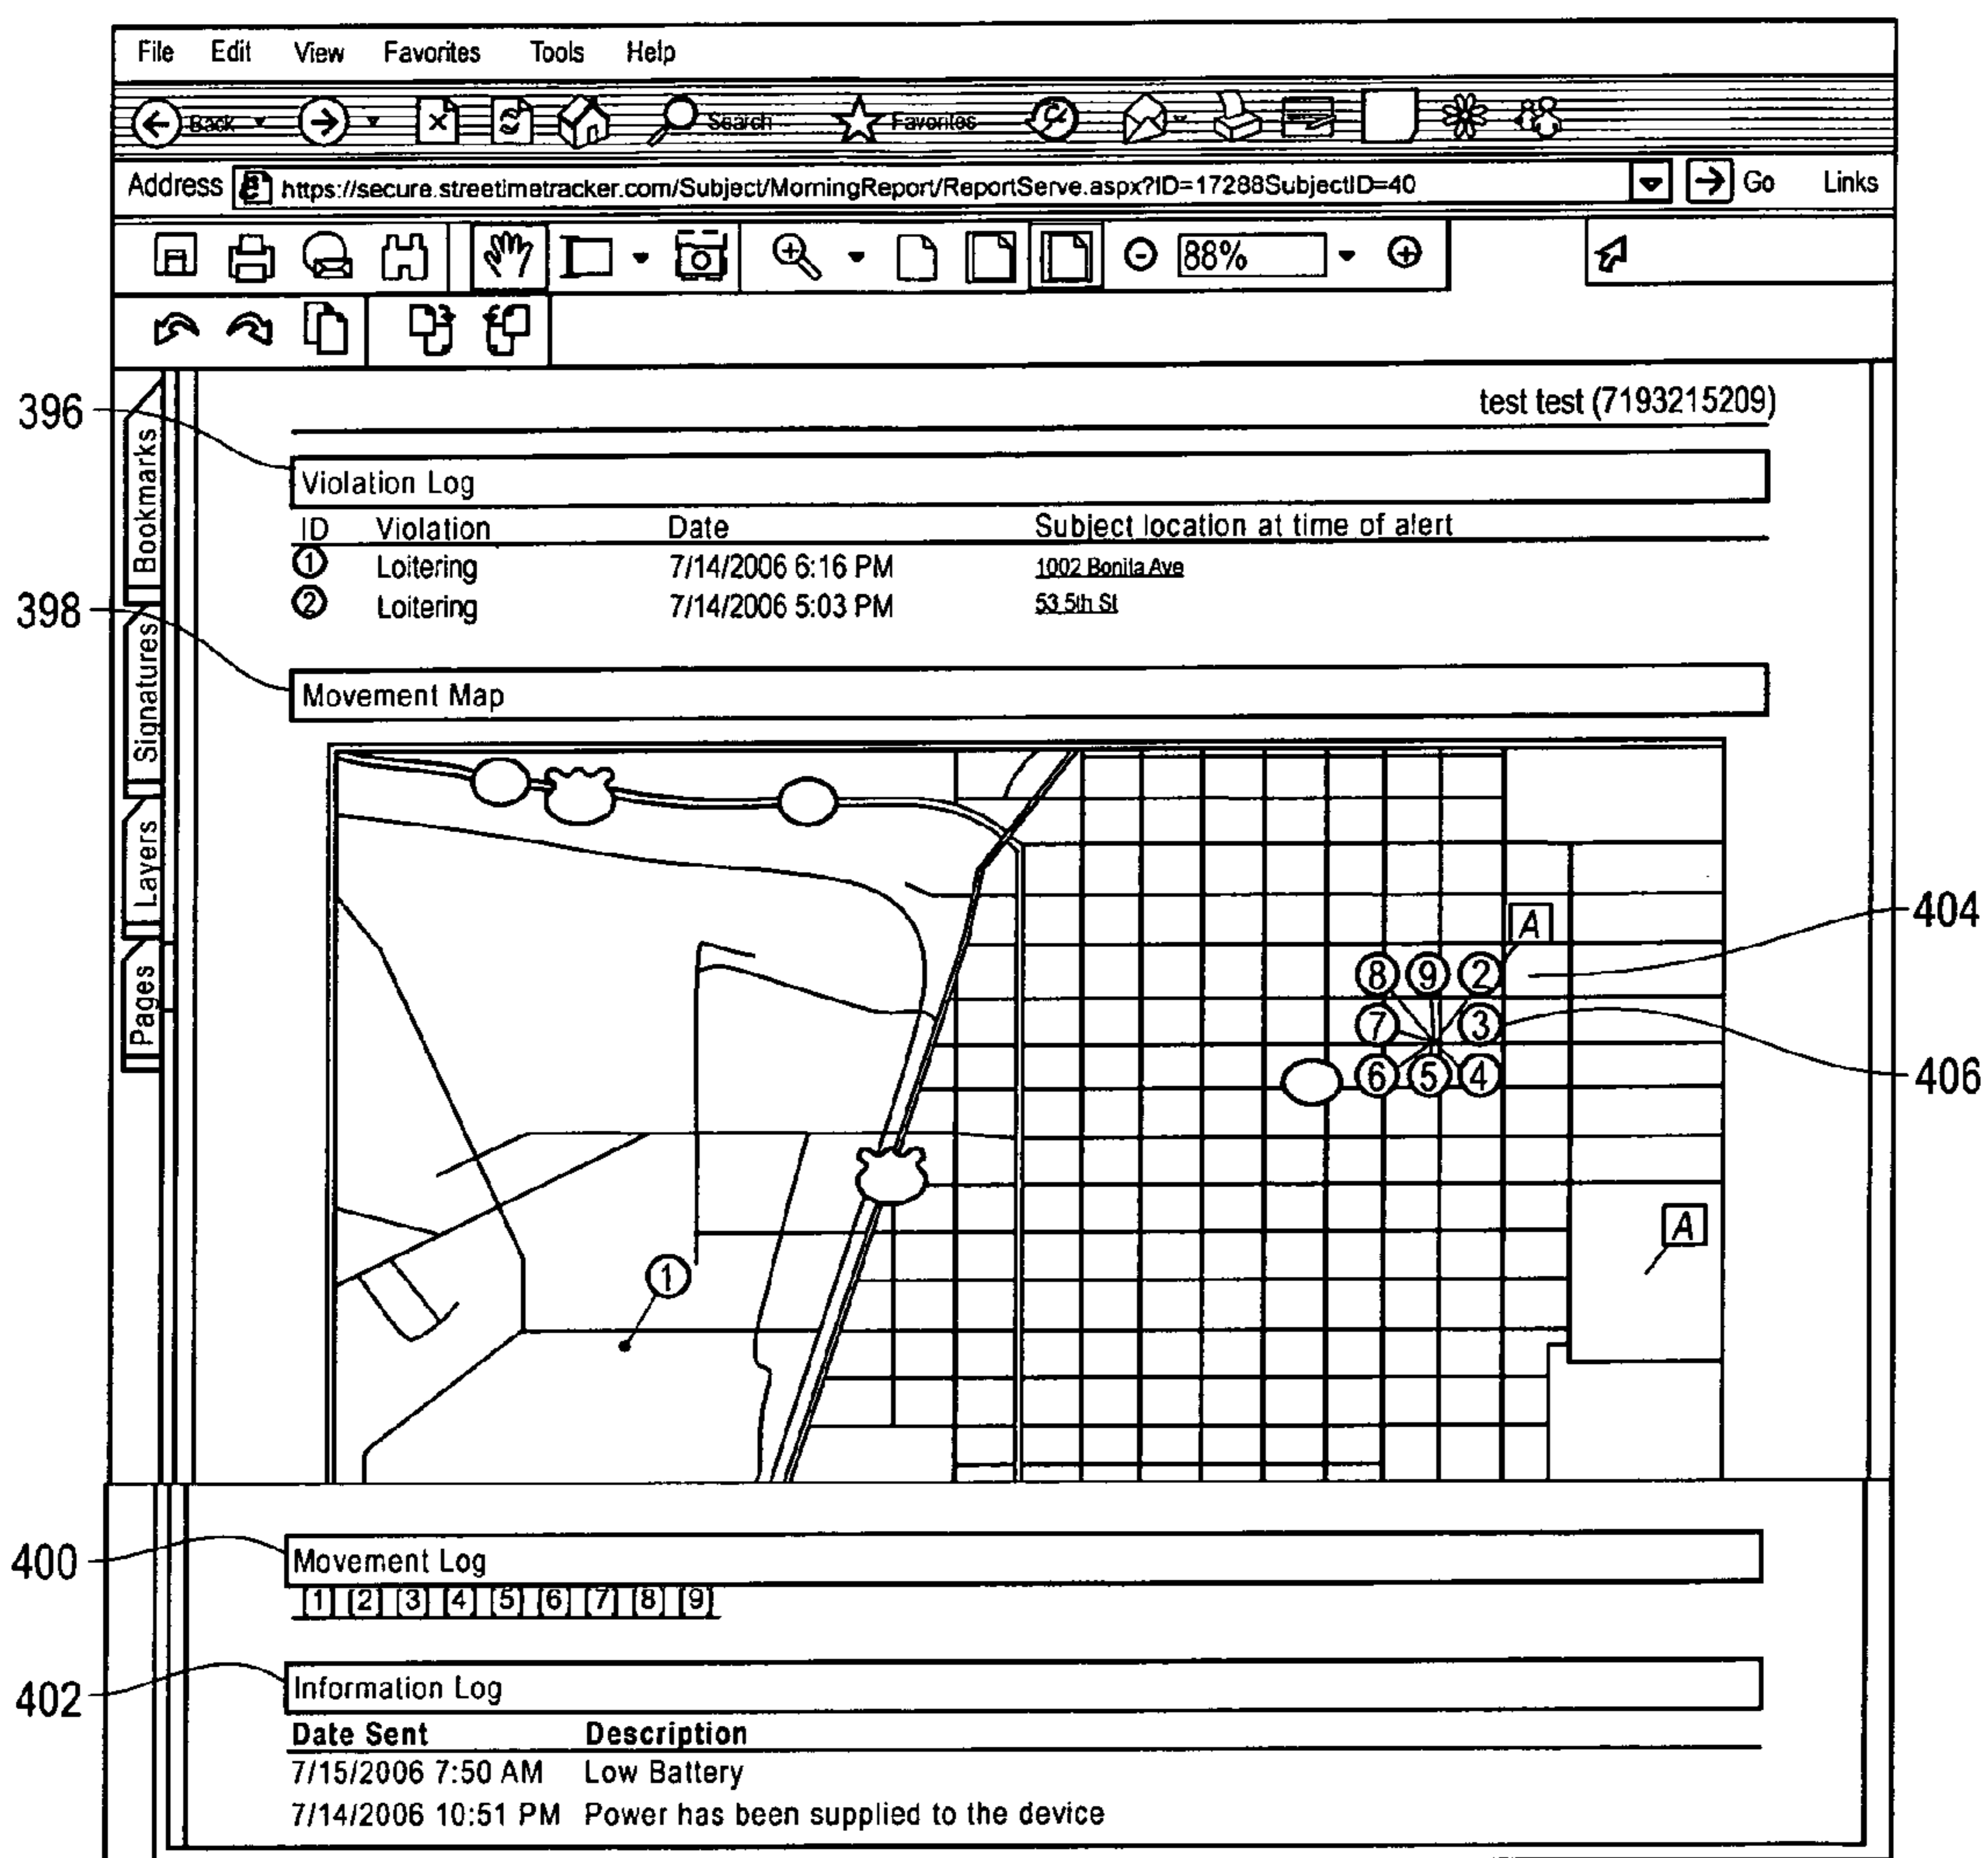 File Edit View Favorites Tools Help
Back Search Favorites
Address https://secure.streetimetracker.com/Subject/MorningReport/ReportServe.aspx?ID=17288SubjectID=40 Go Links
88%
396
test test (7193215209)
Bookmarks
Violation Log
ID Violation Date Subject location at time of alert
1 Loitering 7/14/2006 6:16 PM 1002 Bonita Ave
2 Loitering 7/14/2006 5:03 PM 53 5th St
398
Signatures
Movement Map
Layers
404
A
8 9 2
Pages
7 3
406
6 5 4
A
1
400
Movement Log
[1] [2] [3] [4] [5] [6] [7] [8] [9]
402
Information Log
Date Sent Description
7/15/2006 7:50 AM Low Battery
7/14/2006 10:51 PM Power has been supplied to the device